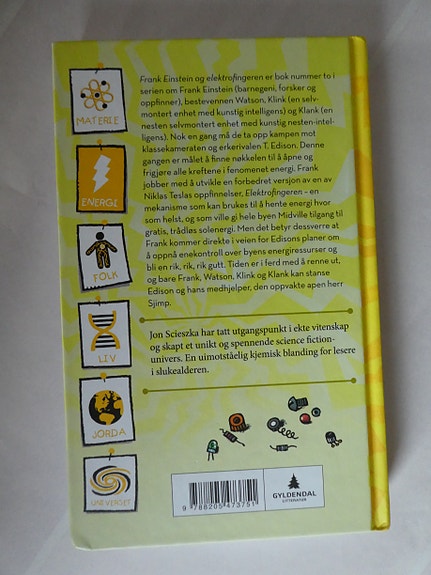 Frank Einstein og elektrofingeren er bok nummer to i
serien om Frank Einstein (barnegeni, forsker og
oppfinner), bestevennen Watson, Klink (en selv-
montert enhet med kunstig intelligens) og Klank (en
nesten selvmontert enhet med kunstig nesten-intel-
ligens). Nok en gang må de ta opp kampen mot
klassekameraten og erkerivalen T. Edison. Denne
gangen er målet å finne nøkkelen til å åpne og
frigjøre alle kreftene i fenomenet energi. Frank
jobber med å utvikle en forbedret versjon av en av
Niklas Teslas oppfinnelser, Elektrofingeren – en
mekanisme som kan brukes til å hente energi hvor
som helst, og som ville gi hele byen Midville tilgang til
gratis, trådløs solenergi. Men det betyr dessverre at
Frank kommer direkte i veien for Edisons planer om
å oppnå enekontroll over byens energiressurser og
bli en rik, rik, rik gutt. Tiden er i ferd med å renne ut,
og bare Frank, Watson, Klink og Klank kan stanse
Edison og hans medhjelper, den oppvakte apen herr
Sjimp.
Jon Scieszka har tatt utgangspunkt i ekte vitenskap
og skapt et unikt og spennende science fiction-
univers. En uimotståelig kjemisk blanding for lesere
i slukealderen.
MATERIE
ENERGI
FOLK
LIV
JORDA
UNIVERSET
9 788205 473751
GYLDENDAL
LITTERATUR